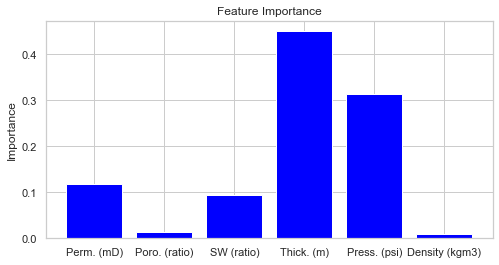 Feature Importance
Importance
0.4
0.3
0.2
0.1
0.0
Perm. (mD) Poro. (ratio) SW (ratio) Thick. (m) Press. (psi) Density (kgm3)